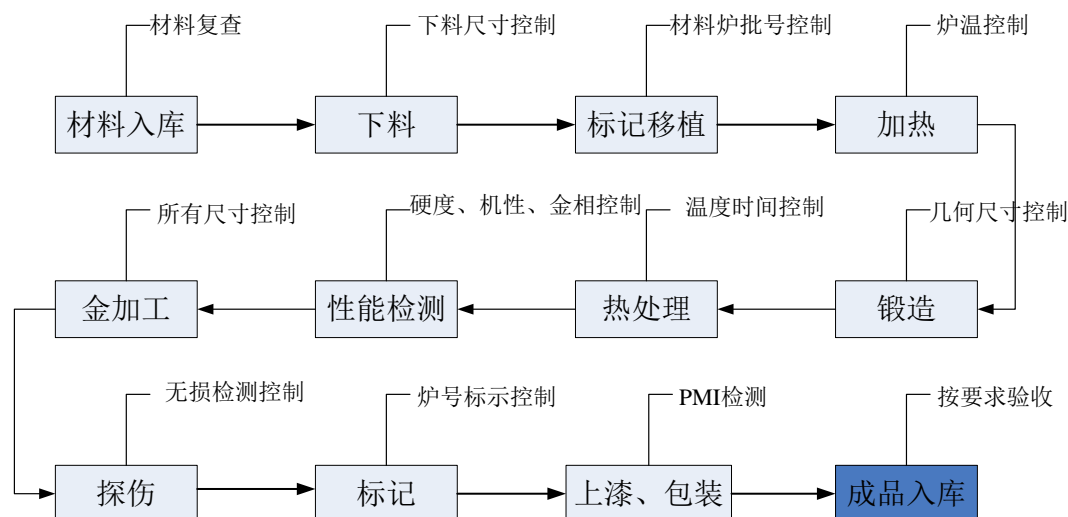 材料复查
下料尺寸控制
材料炉批号控制
炉温控制
材料入库
下料
标记移植
加热
所有尺寸控制
硬度、机性、金相控制
温度时间控制
几何尺寸控制
金加工
性能检测
热处理
锻造
无损检测控制
炉号标示控制
PMI检测
按要求验收
探伤
标记
上漆、包装
成品入库